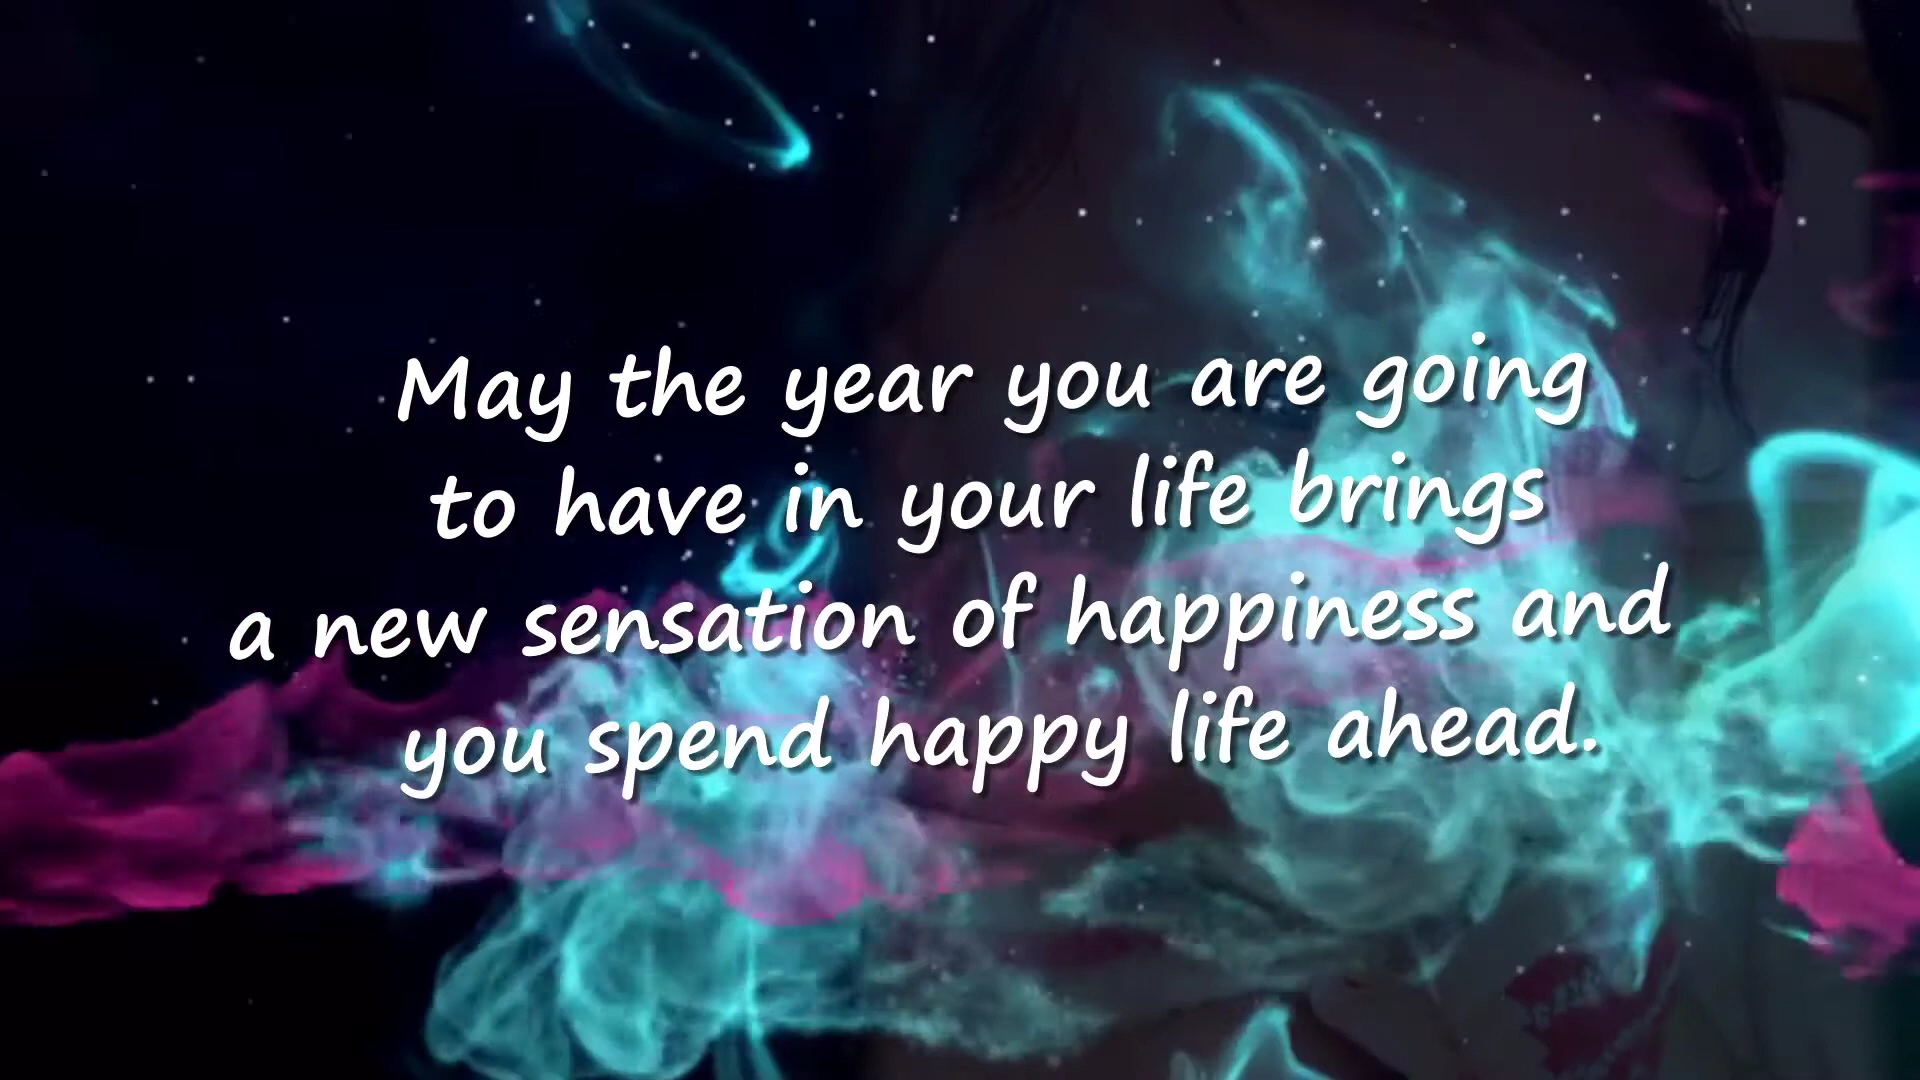 May the year you are going
to have in your life brings
a new sensation of happiness and
you spend happy life ahead.